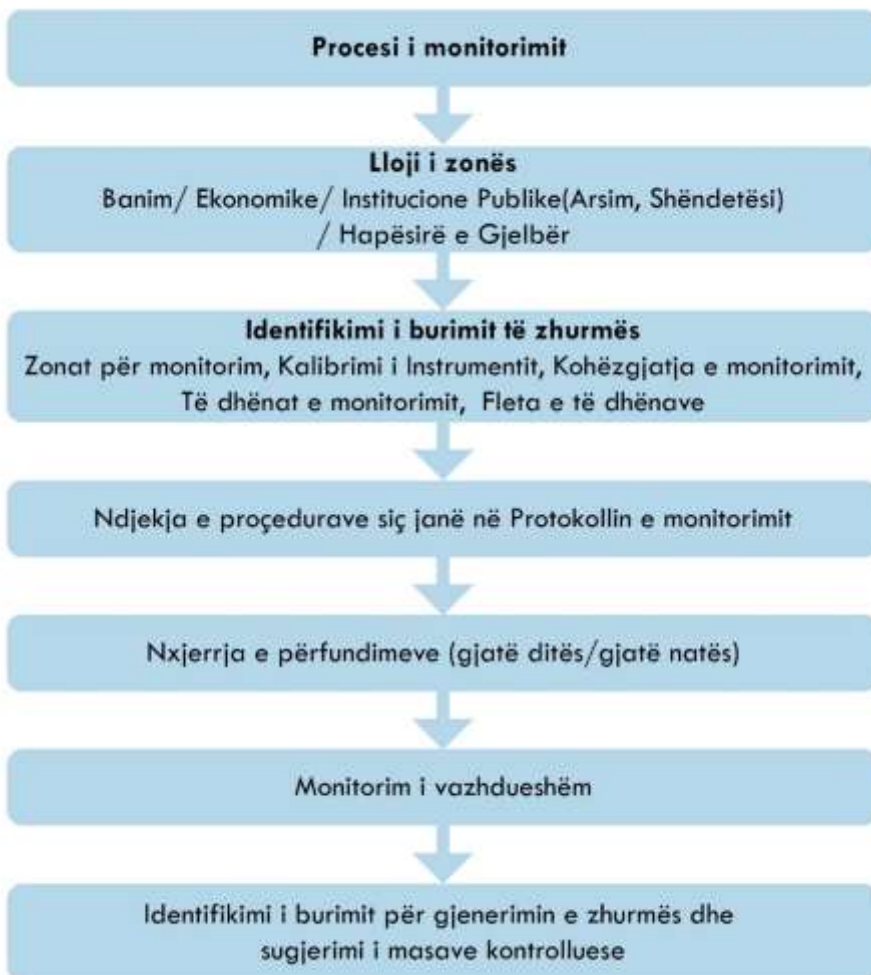 Procesi i monitorimit
Lloji i zonës
Banim/ Ekonomike/ Institucione Publike(Arsim, Shëndetësi)
/ Hapësirë e Gjelbër
Identifikimi i burimit të zhurmës
Zonat për monitorim, Kalibrimi i Instrumentit, Kohëzgjatja e monitorimit,
Të dhënat e monitorimit, Fleta e të dhënave
Ndjekja e proçedurave siç janë në Protokollin e monitorimit
Nxjerrja e përfundimeve (gjatë ditës/gjatë natës)
Monitorim i vazhdueshëm
Identifikimi i burimit për gjenerimin e zhurmës dhe
sugjerimi i masave kontrolluese